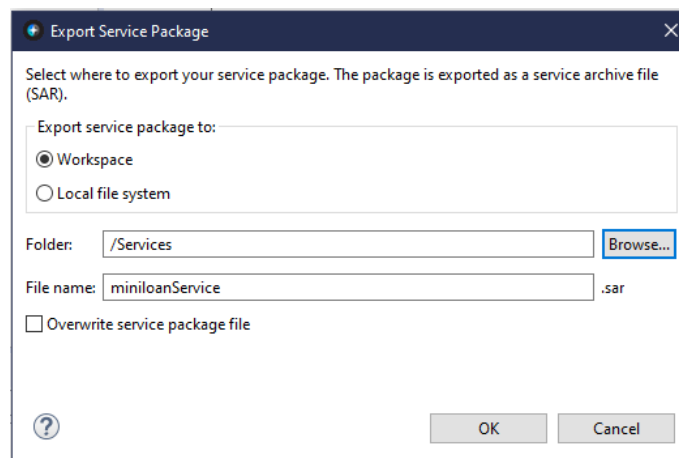 Export Service Package
Select where to export your service package. The package is exported as a service archive file
(SAR).
Export service package to:
Workspace
Local file system
Folder: /Services Browse...
File name: miniloanService .sar
Overwrite service package file
? OK Cancel